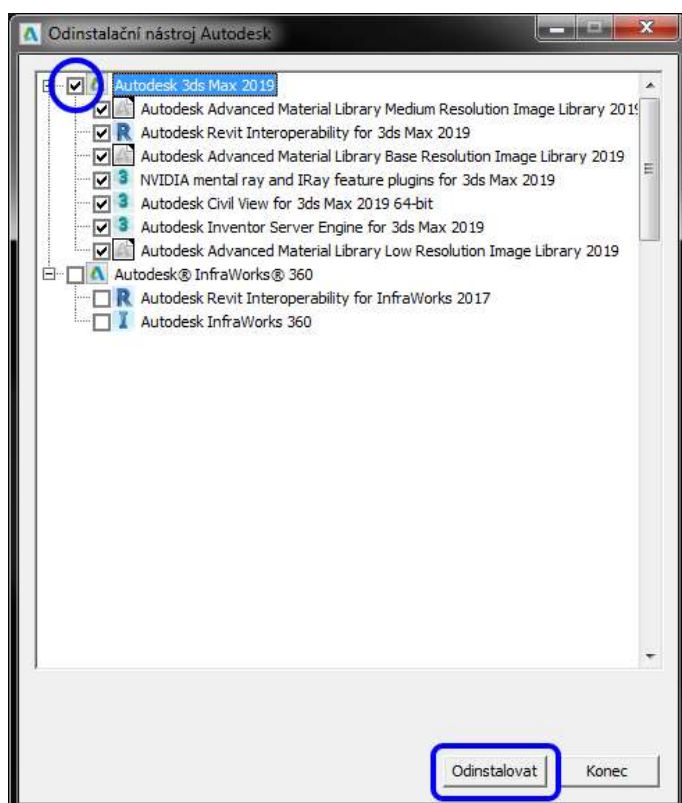 Odinstalační nástroj Autodesk
Autodesk 3ds Max 2019
Autodesk Advanced Material Library Medium Resolution Image Library 201
Autodesk Revit Interoperability for 3ds Max 2019
Autodesk Advanced Material Library Base Resolution Image Library 2019
NVIDIA mental ray and IRay feature plugins for 3ds Max 2019
Autodesk Civil View for 3ds Max 2019 64-bit
Autodesk Inventor Server Engine for 3ds Max 2019
Autodesk Advanced Material Library Low Resolution Image Library 2019
Autodesk® InfraWorks® 360
Autodesk Revit Interoperability for InfraWorks 2017
Autodesk InfraWorks 360
Odinstalovat Konec